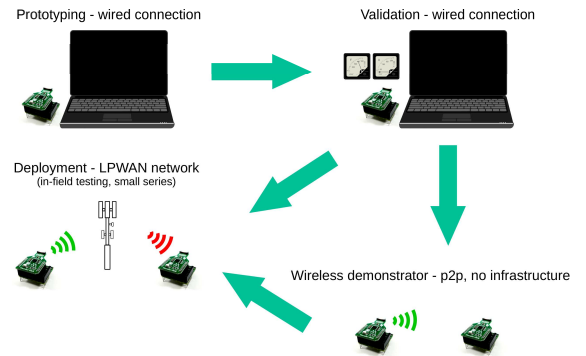 Prototyping - wired connection
Validation - wired connection
Deployment - LPWAN network
(in-field testing, small series)
Wireless demonstrator - p2p, no infrastructure